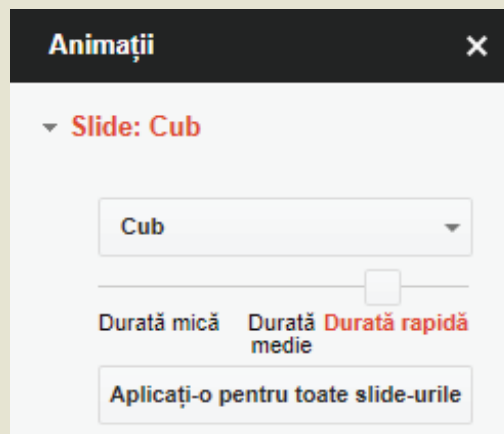 Animații
Slide: Cub
Cub
Durată mică Durată medie Durată rapidă
Aplicați-o pentru toate slide-urile